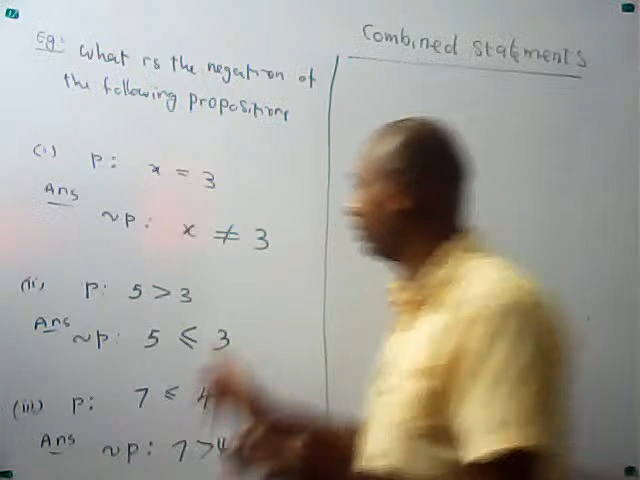 Eg: What is the negation of
the following propositions
(i) p: x = 3
Ans
~p: x ≠ 3
(ii) p: 5 > 3
Ans ~p: 5 ≤ 3
(iii) p: 7 ≤ 4
Ans ~p: 7 > 4
Combined statements